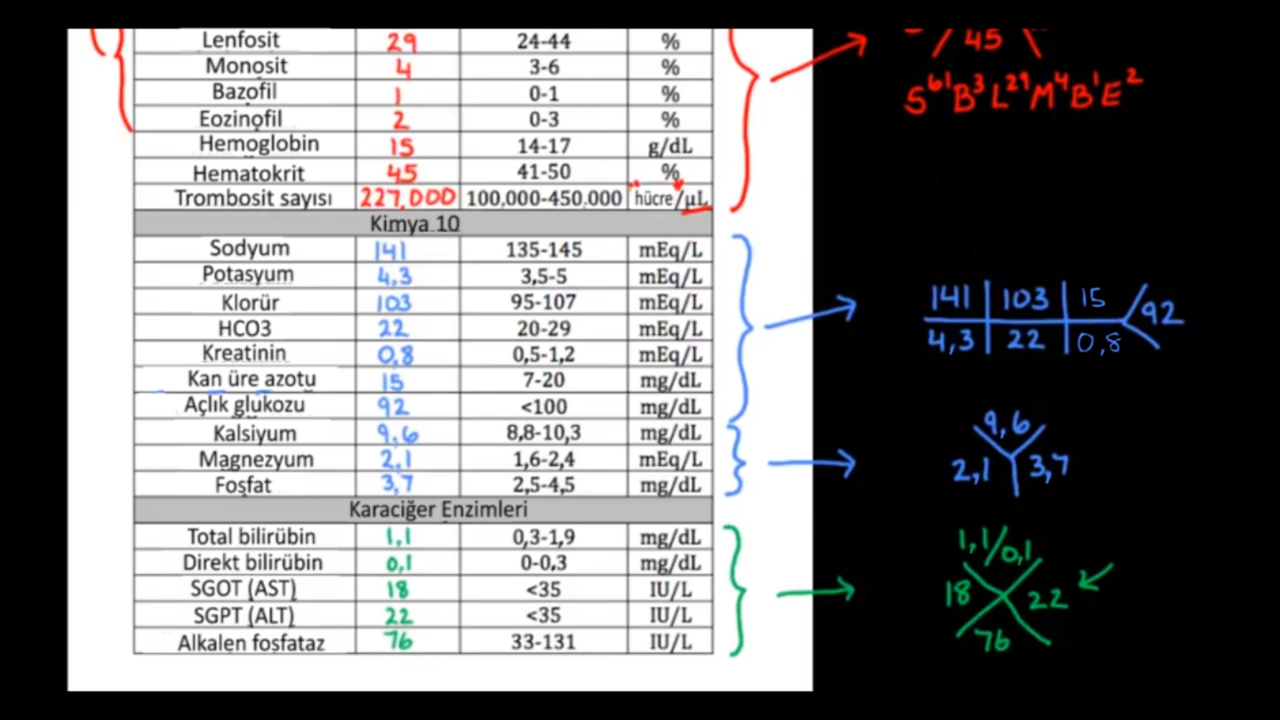 Lenfosit 29 24-44 %
Monosit 4 3-6 %
Bazofil 1 0-1 %
Eozinofil 2 0-3 %
Hemoglobin 15 14-17 g/dL
Hematokrit 45 41-50 %
Trombosit sayısı 227,000 100,000-450.000 hücre/µL
Kimya 10
Sodyum 141 135-145 mEq/L
Potasyum 4,3 3,5-5 mEq/L
Klorür 103 95-107 mEq/L
HCO3 22 20-29 mEq/L
Kreatinin 0,8 0,5-1,2 mEq/L
Kan üre azotu 15 7-20 mg/dL
Açlık glukozu 92 <100 mg/dL
Kalsiyum 9,6 8,8-10,3 mg/dL
Magnezyum 2,1 1,6-2,4 mEq/L
Fosfat 3,7 2,5-4,5 mg/dL
Karaciğer Enzimleri
Total bilirübin 1,1 0,3-1,9 mg/dL
Direkt bilirübin 0,1 0-0,3 mg/dL
SGOT (AST) 18 <35 IU/L
SGPT (ALT) 22 <35 IU/L
Alkalen fosfataz 76 33-131 IU/L
45
S61 B3 L29 M4 B1 E2
141 103 15 92
4,3 22 0,8
9,6
2,1 3,7
1,1/0,1
18 22
76